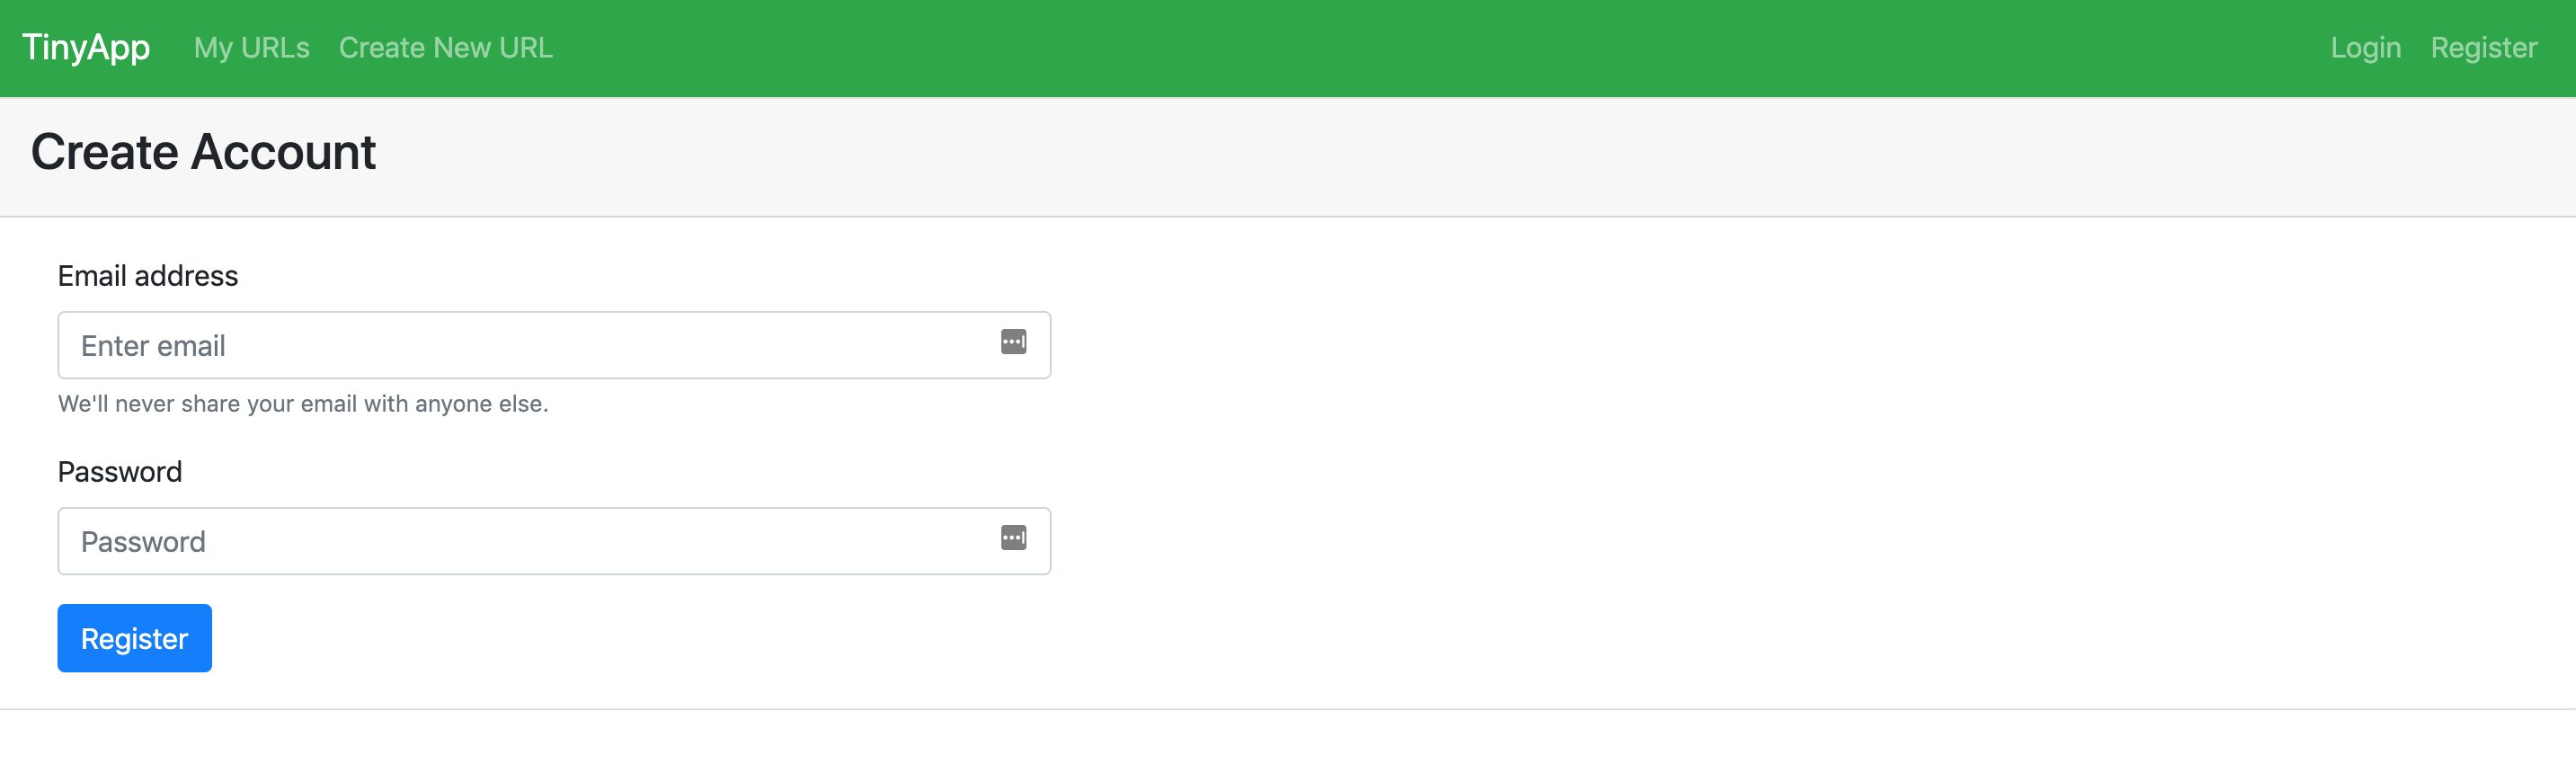 TinyApp My URLs Create New URL Login Register
Create Account
Email address
Enter email
We'll never share your email with anyone else.
Password
Password
Register